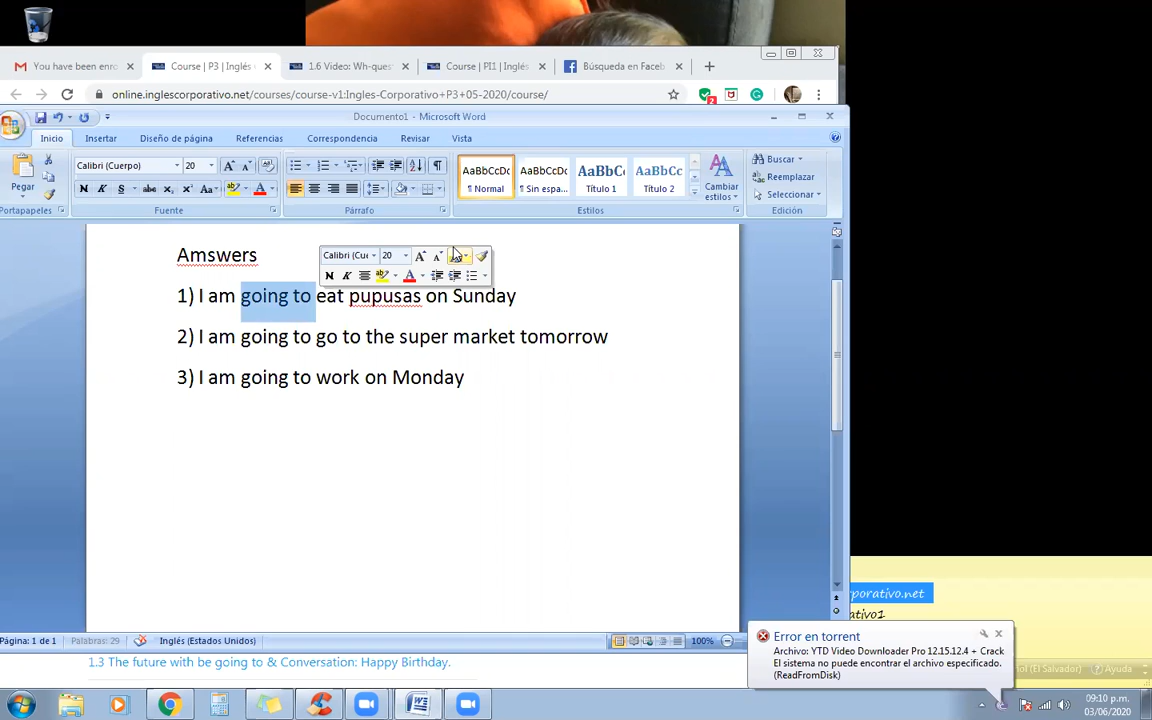 You have been enro
Course | P3 | Inglés
1.6 Video: Wh-quest
Course | PI1 | Inglés
Búsqueda en Faceb
online.inglescorporativo.net/courses/course-v1:Ingles-Corporativo+P3+05-2020/course/
2
Documento1 - Microsoft Word
Inicio
Insertar
Diseño de página
Referencias
Correspondencia
Revisar
Vista
Pegar
Calibri (Cuerpo)
20
AaBbCcDc
AaBbCcDc
AaBbC
AaBbCc
¶ Normal
¶ Sin espa...
Título 1
Título 2
Cambiar estilos
Buscar
Reemplazar
Seleccionar
Portapapeles
Fuente
Párrafo
Estilos
Edición
Amswers
Calibri (Cue
20
1) I am going to eat pupusas on Sunday
2) I am going to go to the super market tomorrow
3) I am going to work on Monday
Página: 1 de 1
Palabras: 29
Inglés (Estados Unidos)
100%
1.3 The future with be going to & Conversation: Happy Birthday.
porativo.net
ativo1
Error en torrent
Archivo: YTD Video Downloader Pro 12.15.12.4 + Crack
El sistema no puede encontrar el archivo especificado.
(ReadFromDisk)
(El Salvador)
Ayuda
09:10 p.m.
03/06/2020